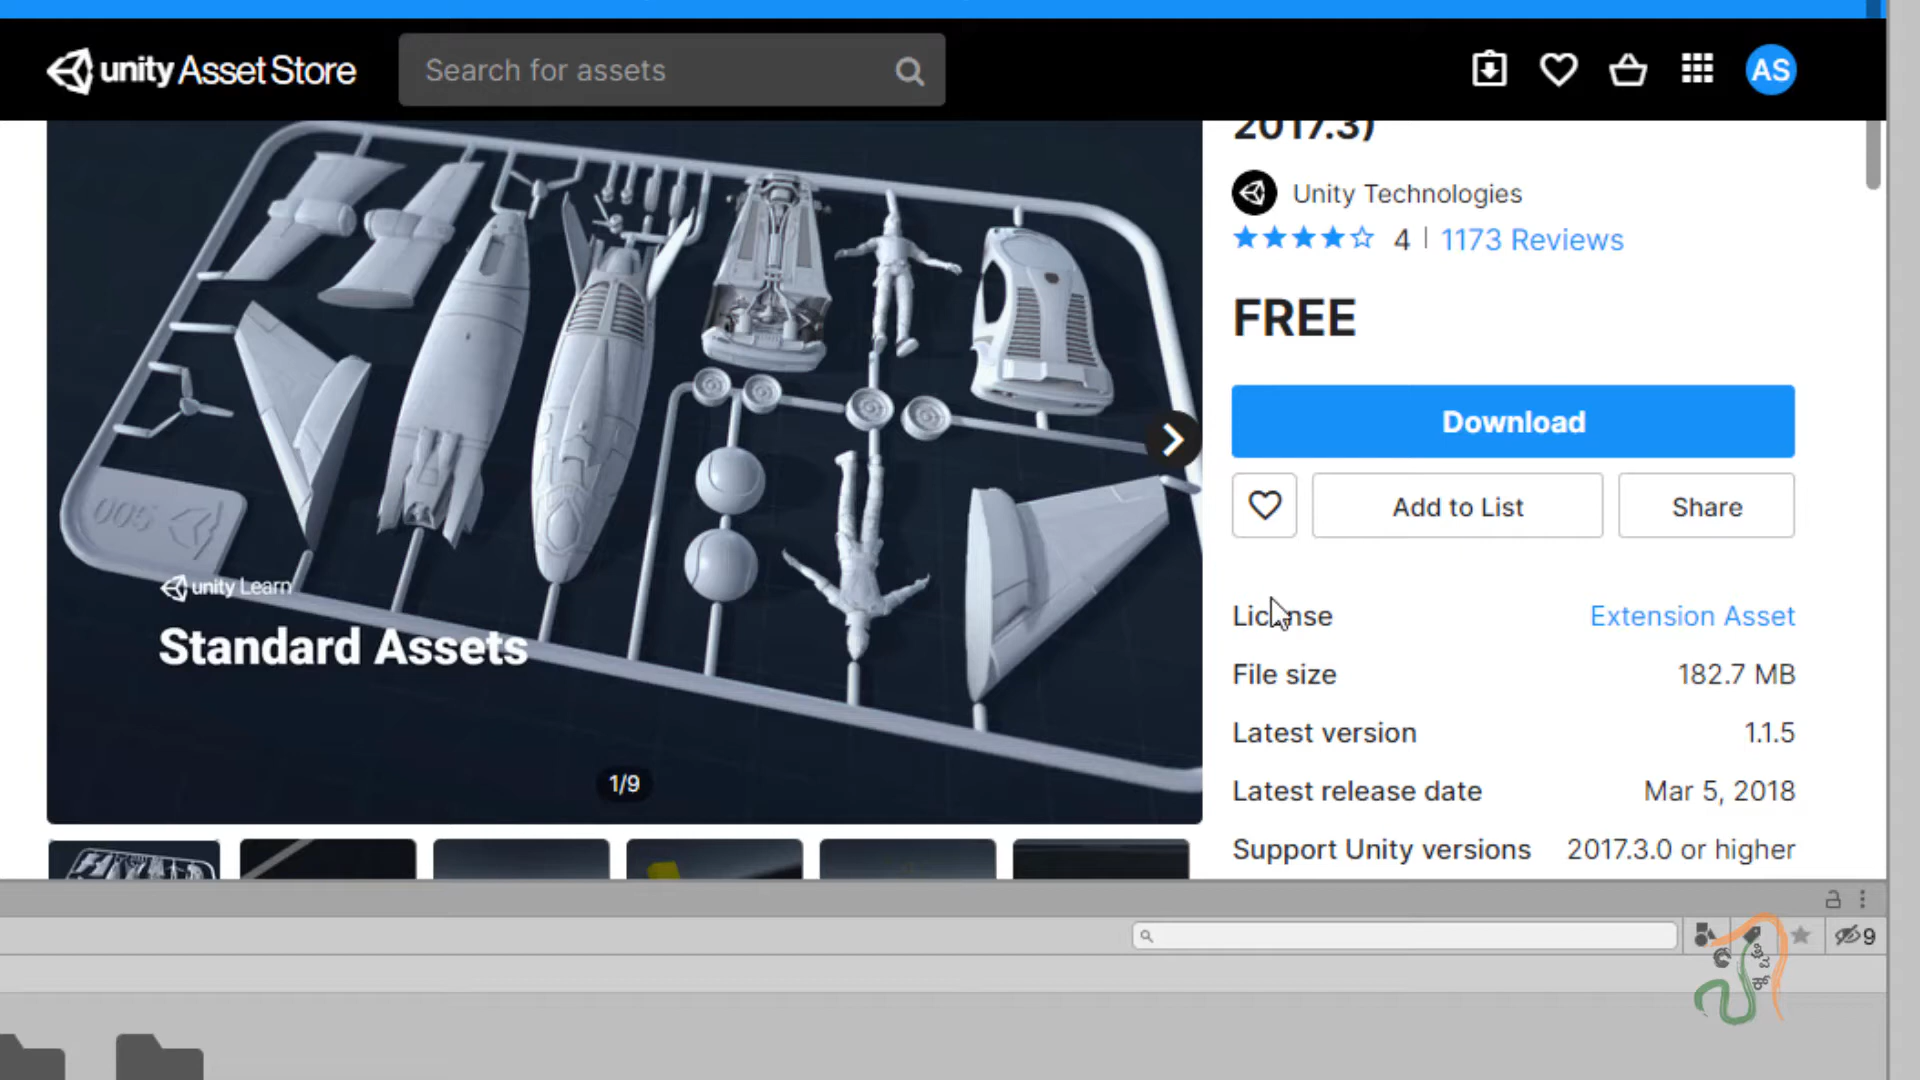 unity Asset Store
Search for assets
AS
2017.3)
Unity Technologies
4 | 1173 Reviews
FREE
Download
Add to List
Share
License
Extension Asset
File size
182.7 MB
Latest version
1.1.5
Latest release date
Mar 5, 2018
Support Unity versions
2017.3.0 or higher
005
unity Learn
Standard Assets
1/9
9